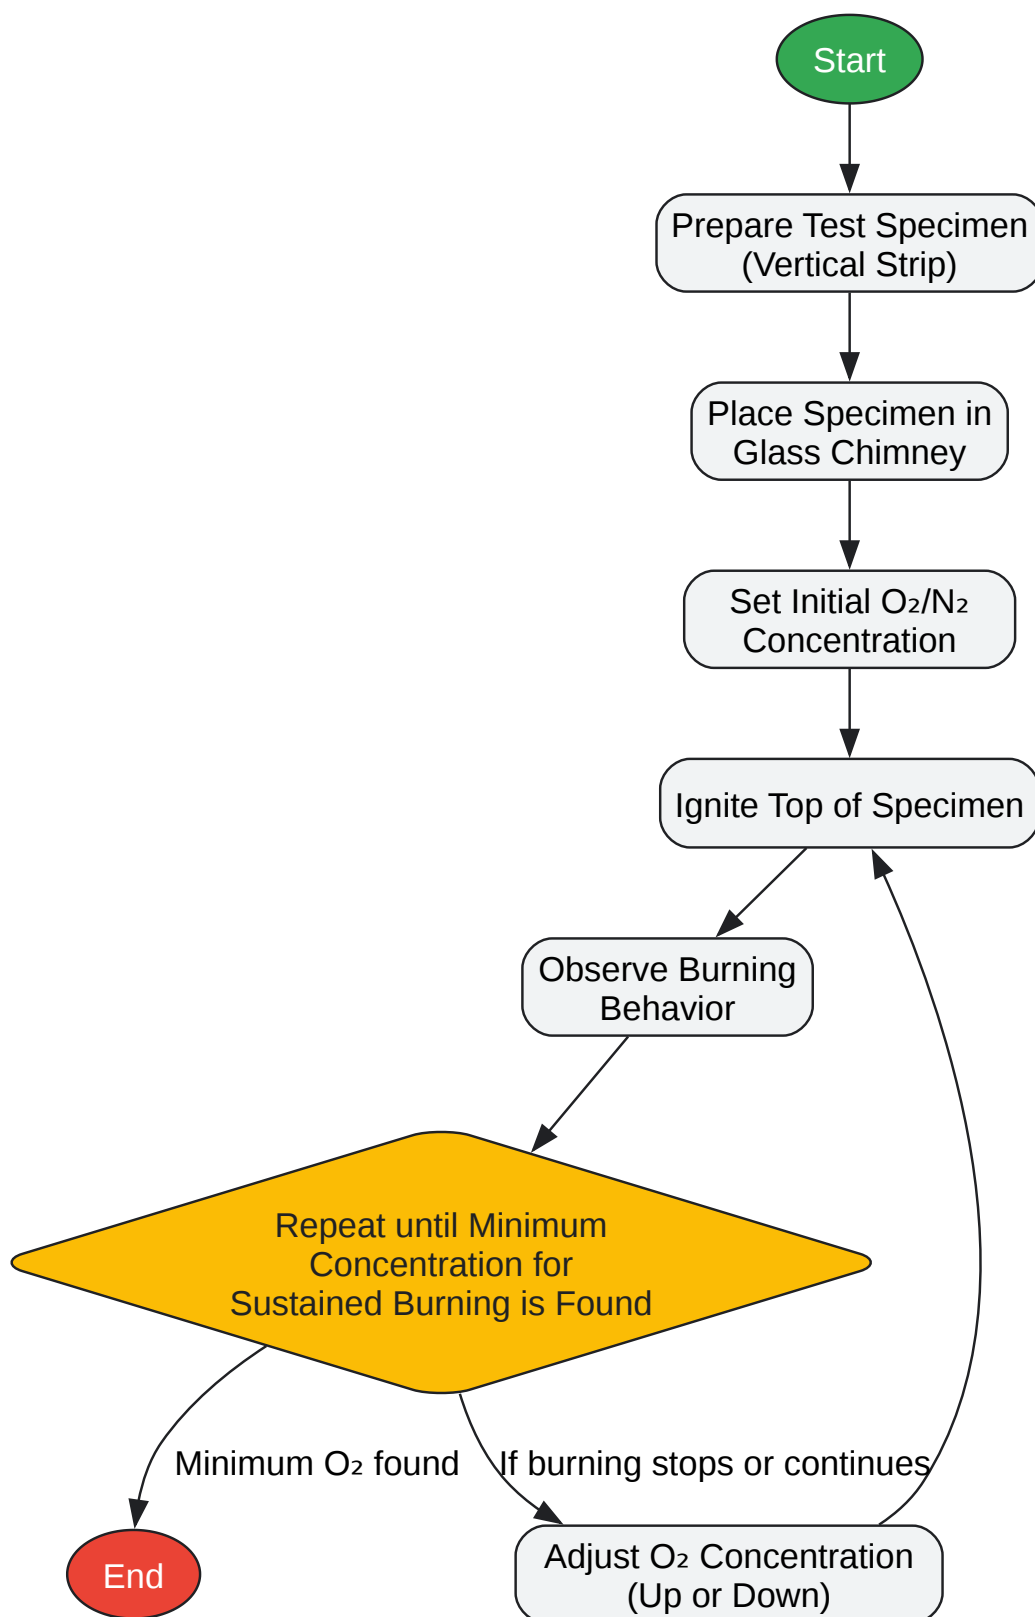 Start
Prepare Test Specimen
(Vertical Strip)
Place Specimen in
Glass Chimney
Set Initial O₂/N₂
Concentration
Ignite Top of Specimen
Observe Burning
Behavior
Repeat until Minimum
Concentration for
Sustained Burning is Found
Minimum O₂ found
If burning stops or continues
End
Adjust O₂ Concentration
(Up or Down)